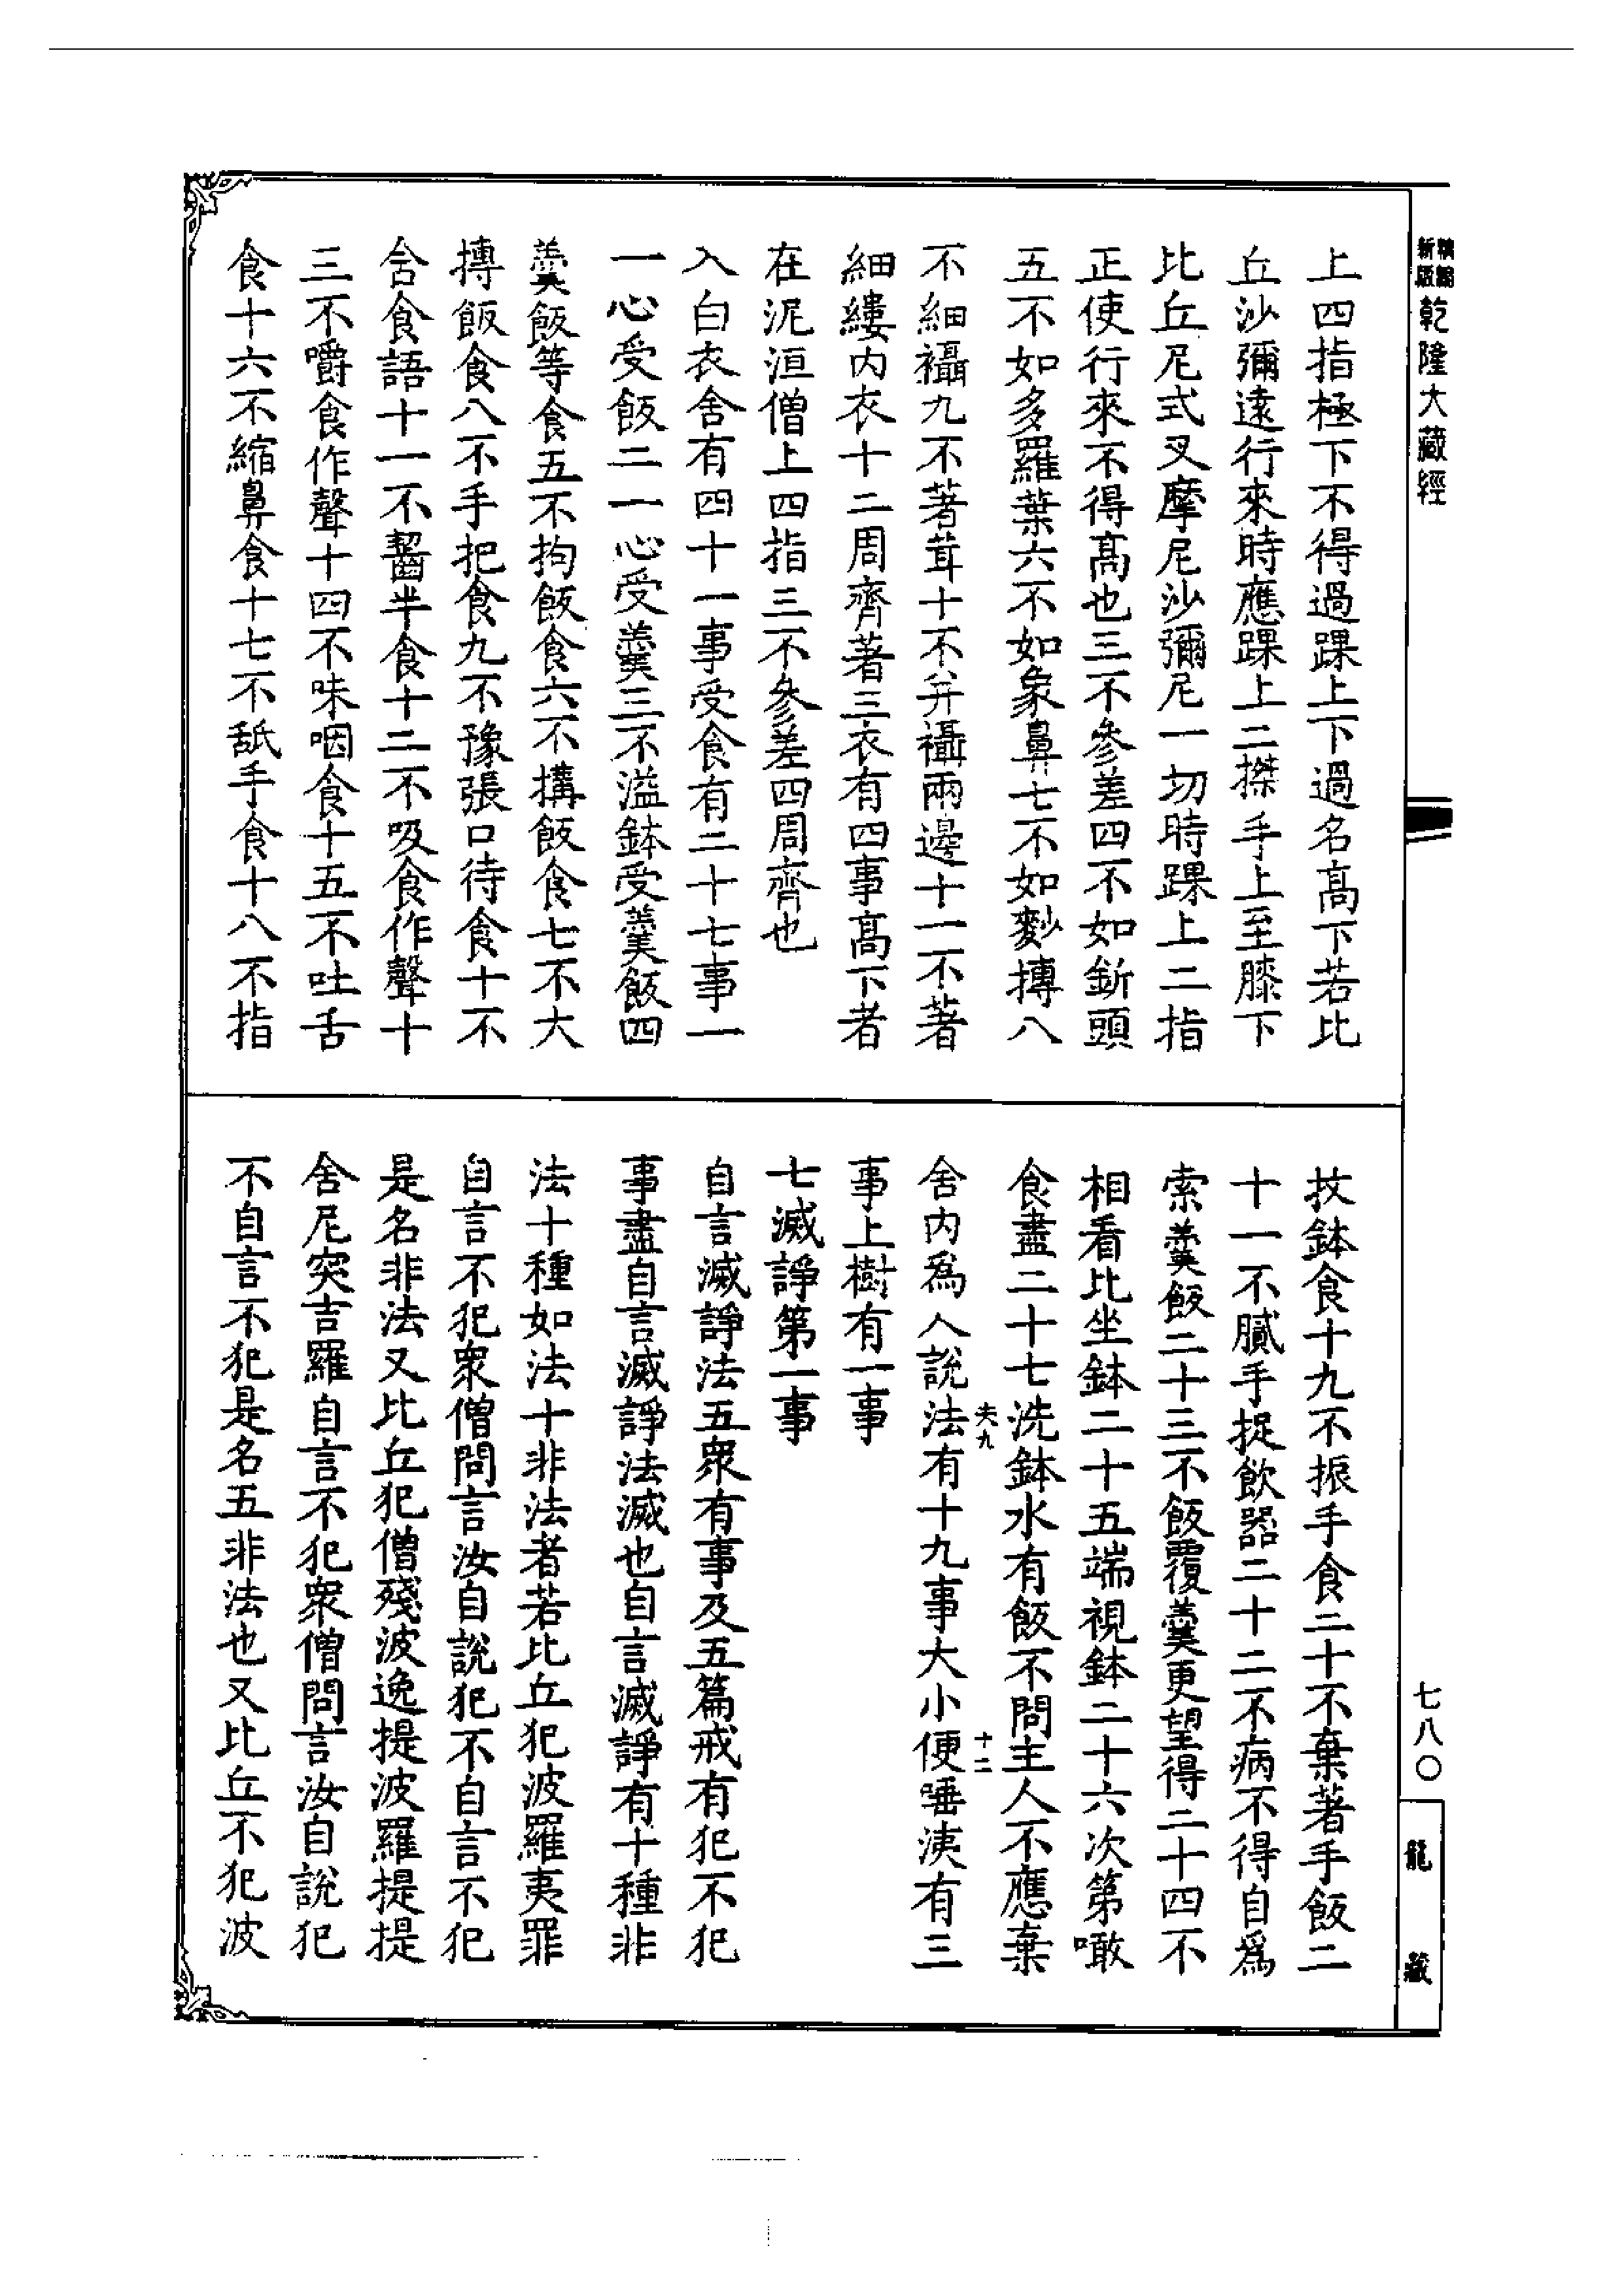 新版
精縮
乾隆大藏經
上四指極下不得過踝上下過名髙下若比
丘沙彌遠行來時應踝上二搩手上至膝下
比丘尼式叉摩尼沙彌尼一切時踝上二指
正使行來不得髙也三不參差四不如釿頭
五不如多羅葉六不如象鼻七不如麨摶八
不細襵九不著茸十不并襵兩邊十一不著
細縷内衣十二周齊著三衣有四事髙下者
在泥洹僧上四指三不參差四周齊也
入白衣舍有四十一事受食有二十七事一
一心受飯二一心受羹三不溢鉢受羹飯四
羹飯等食五不拘飯食六不搆飯食七不大
摶飯食八不手把食九不豫張口待食十不
含食語十一不齧半食十二不吸食作聲十
三不嚼食作聲十四不味咽食十五不吐舌
食十六不縮鼻食十七不舐手食十八不指
抆鉢食十九不振手食二十不棄著手飯二
十一不膩手捉飲器二十二不病不得自爲
索羹飯二十三不飯覆羹更望得二十四不
相看比坐鉢二十五端視鉢二十六次第噉
食盡二十七洗鉢水有飯不問主人不應棄
夫九
十二
舍内爲人說法有十九事大小便唾洟有三
事上樹有一事
七滅諍第一事
自言滅諍法五衆有事及五篇戒有犯不犯
事盡自言滅諍法滅也自言滅諍有十種非
法十種如法十非法者若比丘犯波羅夷罪
自言不犯衆僧問言汝自說犯不自言不犯
是名非法又比丘犯僧殘波逸提波羅提提
舍尼突吉羅自言不犯衆僧問言汝自說犯
不自言不犯是名五非法也又比丘不犯波
七八〇
龍藏